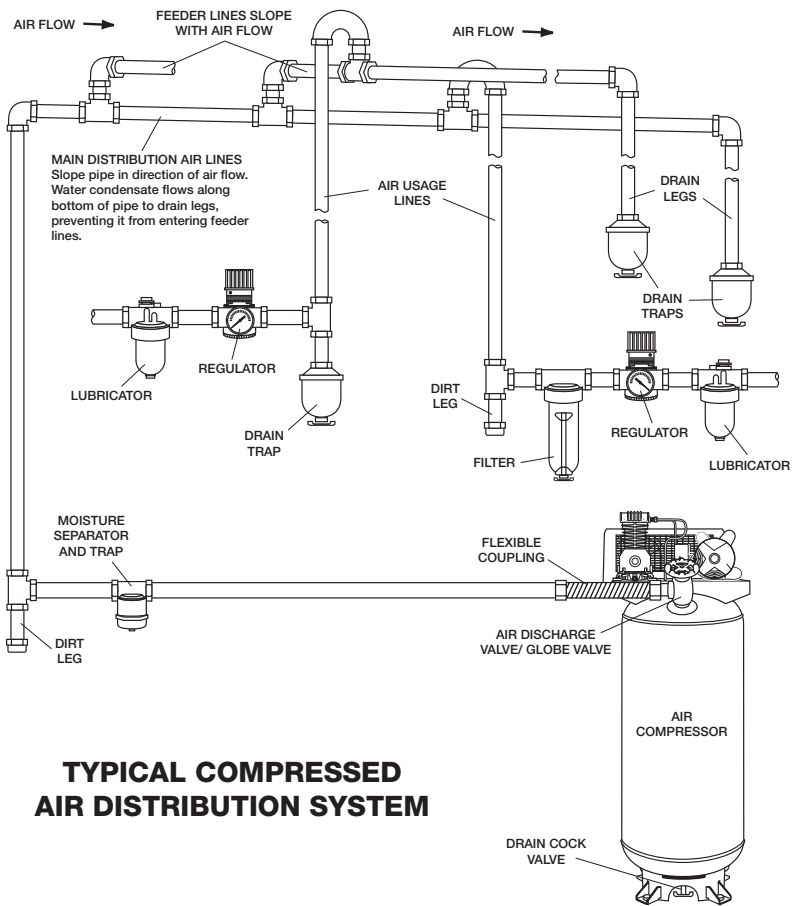 AIR FLOW
FEEDER LINES SLOPE
WITH AIR FLOW
AIR FLOW
MAIN DISTRIBUTION AIR LINES
Slope pipe in direction of air flow.
Water condensate flows along
bottom of pipe to drain legs,
preventing it from entering feeder
lines.
AIR USAGE
LINES
DRAIN
LEGS
DRAIN
TRAPS
LUBRICATOR
REGULATOR
DRAIN
TRAP
DIRT
LEG
FILTER
REGULATOR
LUBRICATOR
MOISTURE
SEPARATOR
AND TRAP
FLEXIBLE
COUPLING
DIRT
LEG
AIR DISCHARGE
VALVE/ GLOBE VALVE
AIR
COMPRESSOR
TYPICAL COMPRESSED
AIR DISTRIBUTION SYSTEM
DRAIN COCK
VALVE